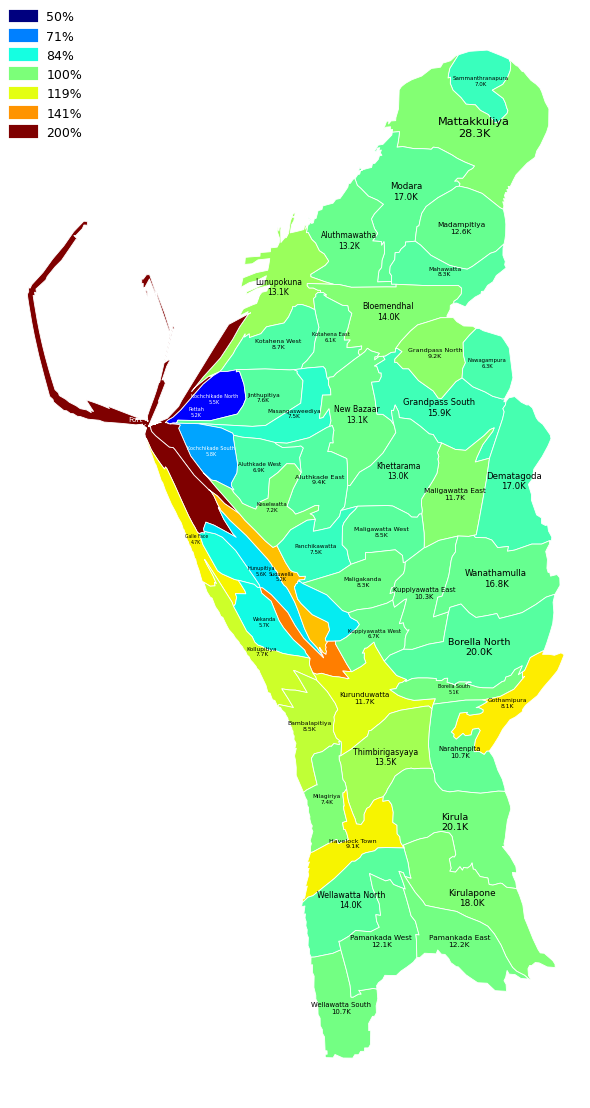 50%
71%
84%
100%
119%
141%
200%
Sammanthranapura
7.0K
Mattakkuliya
28.3K
Modara
17.0K
Madampitiya
12.6K
Aluthmawatha
13.2K
Mahawatta
8.3K
Lunupokuna
13.1K
Bloemendhal
14.0K
Kotahena East
6.1K
Kotahena West
8.7K
Grandpass North
9.2K
Nawagampura
6.3K
Kochchikade North
5.5K
Jinthupitiya
7.6K
Masangasweediya
7.5K
Pettah
5.2K
Fort
New Bazaar
13.1K
Grandpass South
15.9K
Kochchikade South
5.8K
Aluthkade West
6.9K
Aluthkade East
9.4K
Khettarama
13.0K
Dematagoda
17.0K
Maligawatta East
11.7K
Keselwatta
7.2K
Maligawatta West
8.5K
Galle Face
4.7K
Panchikawatta
7.5K
Hunupitiya
5.6K
Suduwella
5.2K
Maligakanda
8.3K
Wanathamulla
16.8K
Kuppiyawatta East
10.3K
Wekanda
5.7K
Kuppiyawatta West
6.7K
Borella North
20.0K
Kollupitiya
7.7K
Borella South
5.1K
Kurunduwatta
11.7K
Gothamipura
8.1K
Bambalapitiya
8.5K
Narahenpita
10.7K
Thimbirigasyaya
13.5K
Milagiriya
7.4K
Kirula
20.1K
Havelock Town
9.1K
Wellawatta North
14.0K
Kirulapone
18.0K
Pamankada West
12.1K
Pamankada East
12.2K
Wellawatta South
10.7K